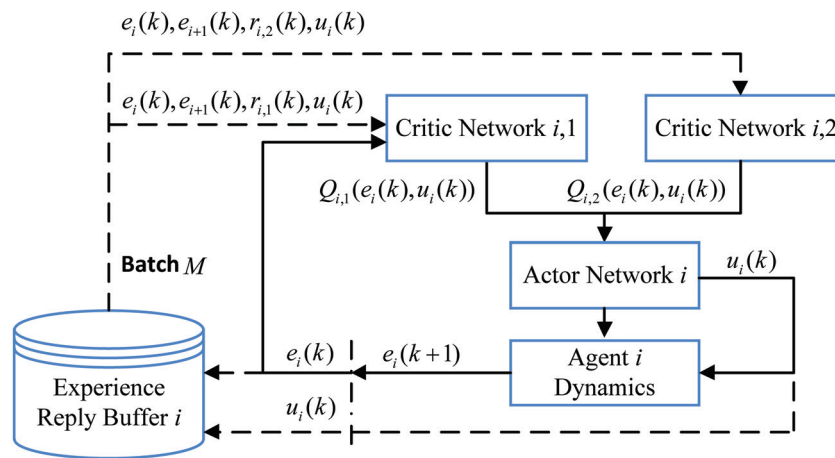 e_i(k), e_{i+1}(k), r_{i,2}(k), u_i(k)
e_i(k), e_{i+1}(k), r_{i,1}(k), u_i(k)
Critic Network i,1
Critic Network i,2
Q_{i,1}(e_i(k), u_i(k))
Q_{i,2}(e_i(k), u_i(k))
Batch M
Actor Network i
u_i(k)
Experience
Reply Buffer i
e_i(k)
e_i(k+1)
Agent i
Dynamics
u_i(k)